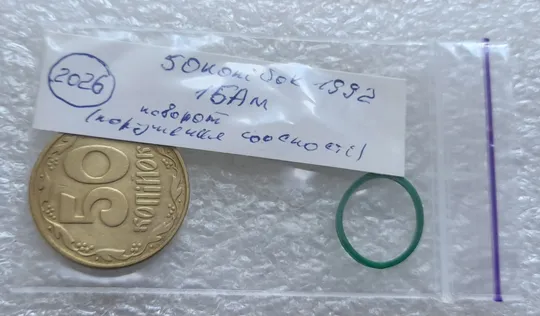 2026
50 копійок 1992
1БАм
поворот
(порушення соосності)
50
КОПІЙОК